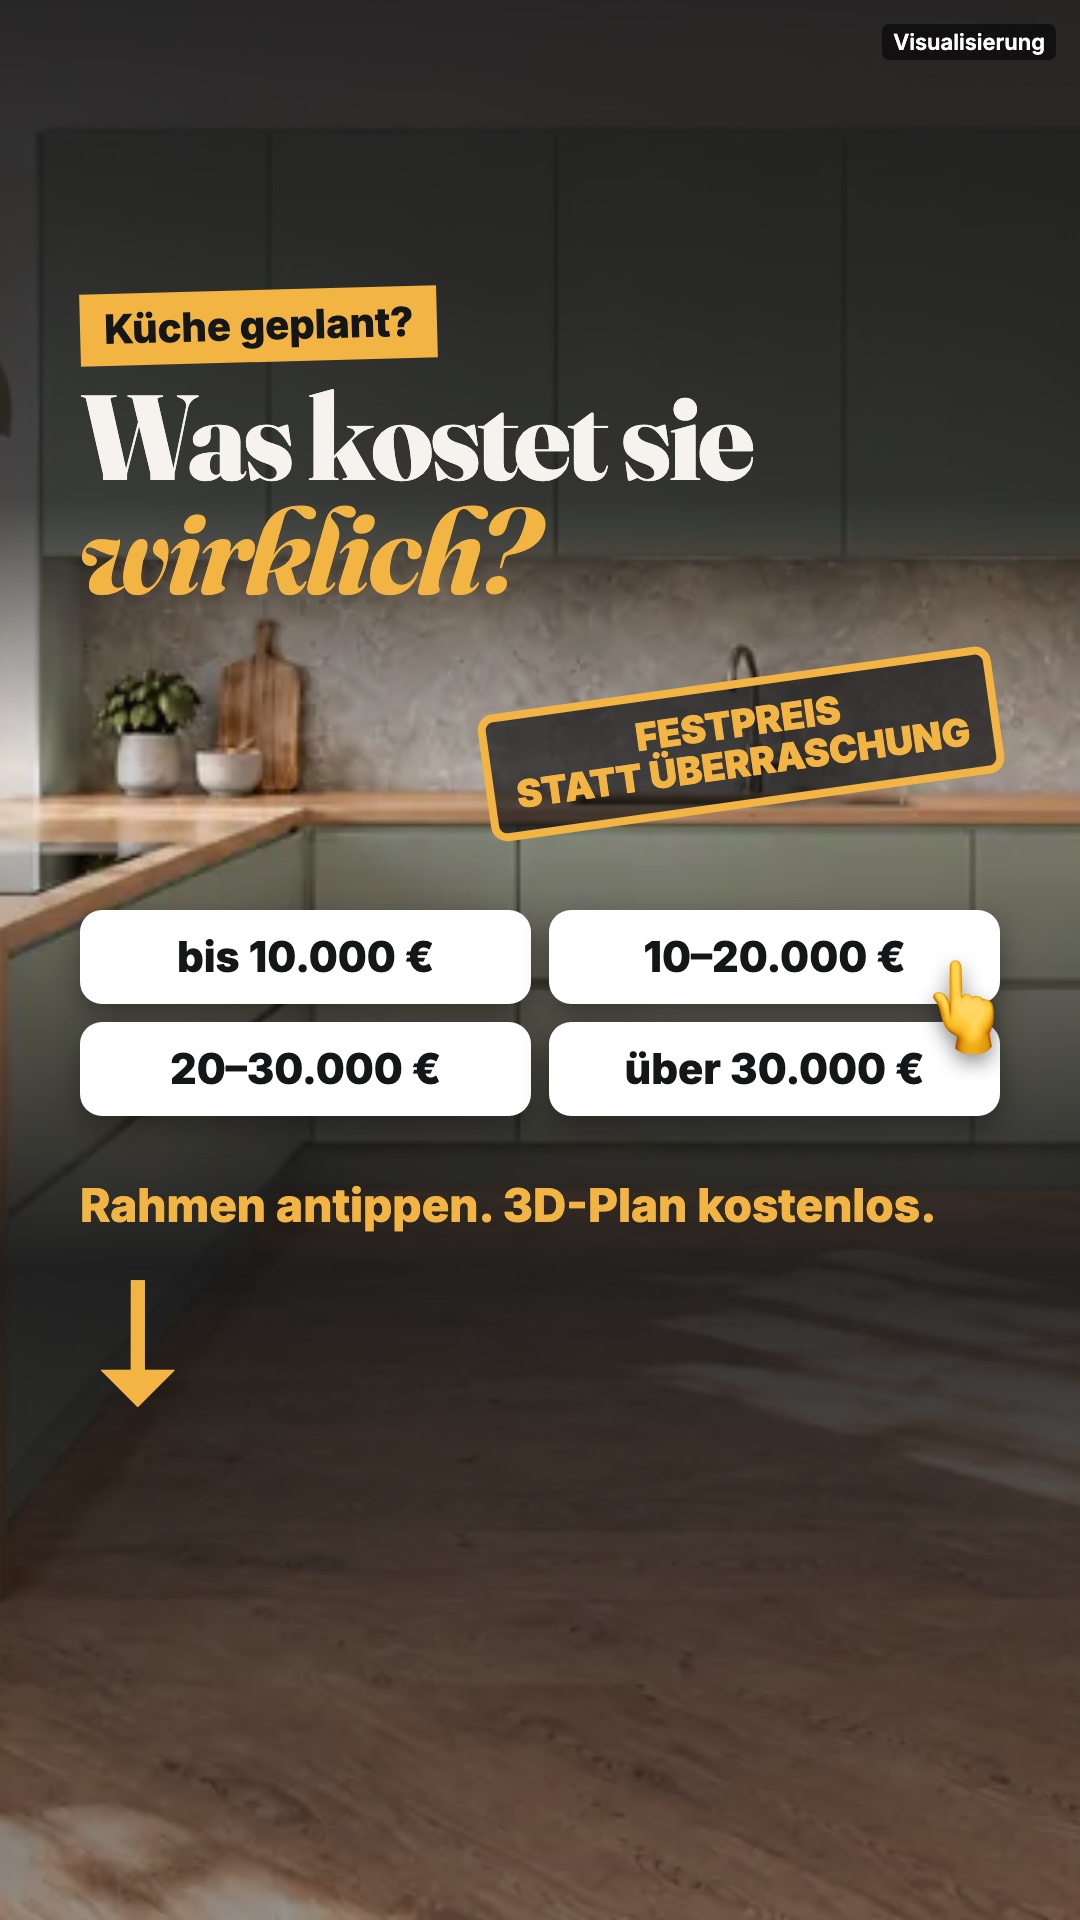 Visualisierung
Küche geplant?
Was kostet sie
wirklich?
FESTPREIS
STATT ÜBERRASCHUNG
bis 10.000 €
10–20.000 €
20–30.000 €
über 30.000 €
Rahmen antippen. 3D-Plan kostenlos.